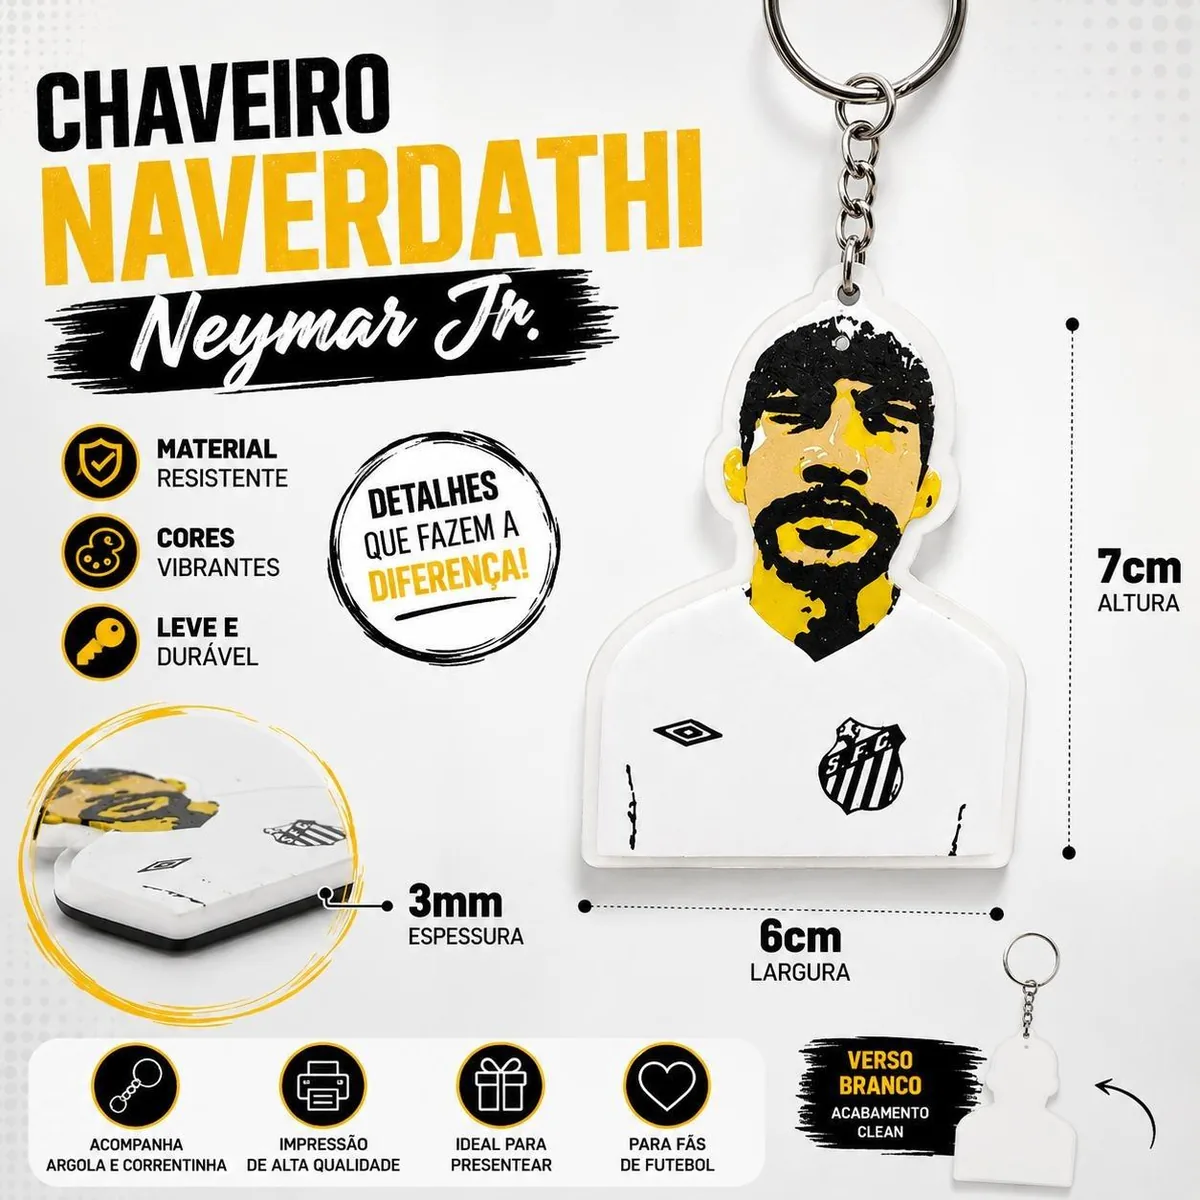 CHAVEIRO
NAVERDATHI
Neymar Jr.
MATERIAL
RESISTENTE
CORES
VIBRANTES
LEVE E
DURÁVEL
DETALHES
QUE FAZEM A
DIFERENÇA!
S.F.C.
7cm
ALTURA
S.F.C.
3mm
ESPESSURA
6cm
LARGURA
VERSO
BRANCO
ACABAMENTO
CLEAN
ACOMPANHA
ARGOLA E CORRENTINHA
IMPRESSÃO
DE ALTA QUALIDADE
IDEAL PARA
PRESENTEAR
PARA FÃS
DE FUTEBOL